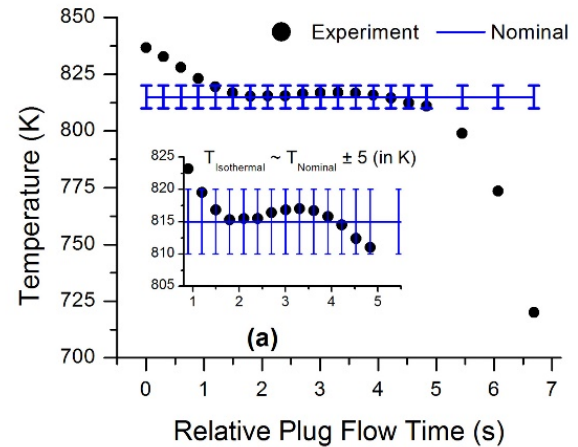 Experiment Nominal
850
825
800
775
750
725
700
Temperature (K)
T_Isothermal ~ T_Nominal ± 5 (in K)
825
820
815
810
805
1 2 3 4 5
(a)
0 1 2 3 4 5 6 7
Relative Plug Flow Time (s)